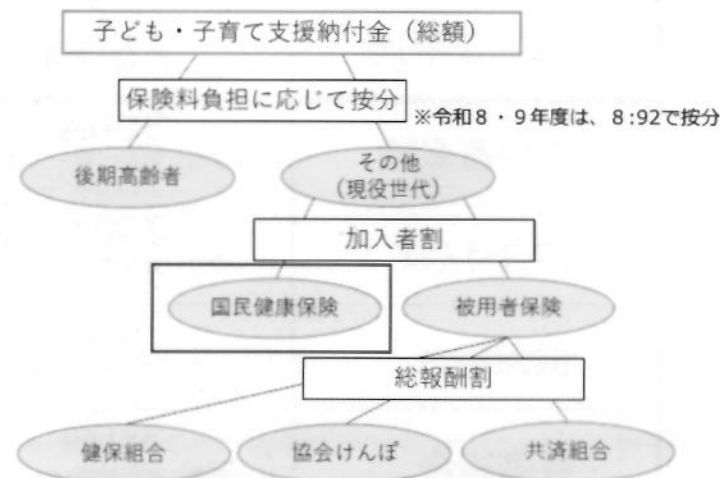 子ども・子育て支援納付金（総額）
保険料負担に応じて按分
※令和8・9年度は、8:92で按分
後期高齢者
その他
（現役世代）
加入者割
国民健康保険
被用者保険
総報酬割
健保組合
協会けんぽ
共済組合